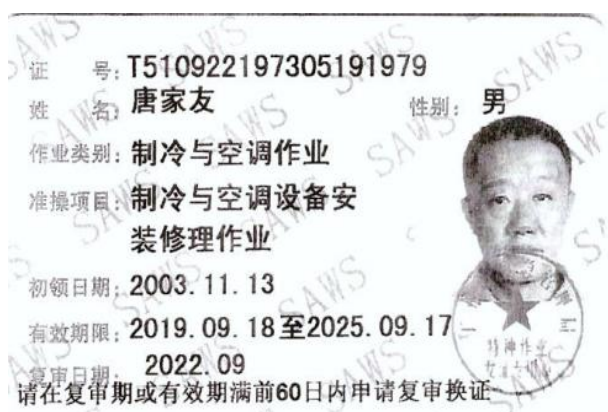 证 号：T510922197305191979
姓 名：唐家友 性别：男
作业类别：制冷与空调作业
准操项目：制冷与空调设备安
装修理作业
初领日期：2003.11.13
有效期限：2019.09.18至2025.09.17
复审日期：2022.09
请在复审期或有效期满前60日内申请复审换证
SAWS
特种作业